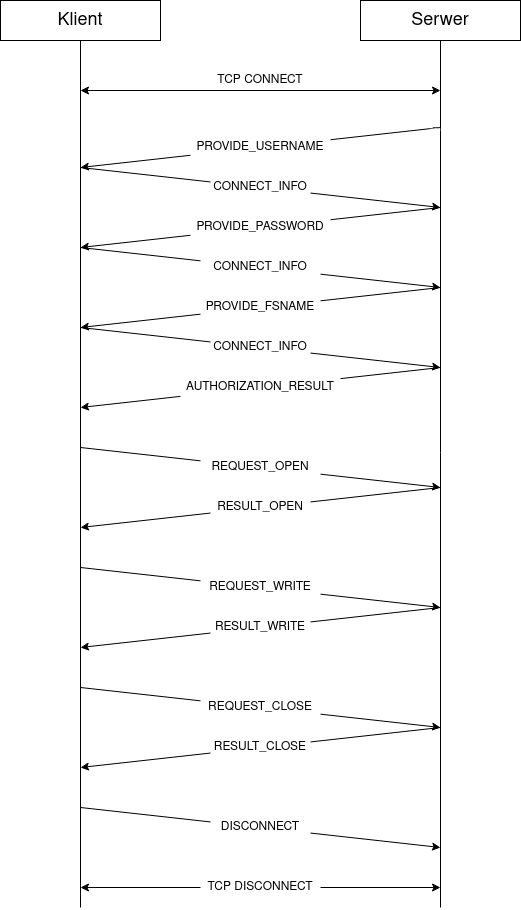 Klient
Serwer
TCP CONNECT
PROVIDE_USERNAME
CONNECT_INFO
PROVIDE_PASSWORD
CONNECT_INFO
PROVIDE_FSNAME
CONNECT_INFO
AUTHORIZATION_RESULT
REQUEST_OPEN
RESULT_OPEN
REQUEST_WRITE
RESULT_WRITE
REQUEST_CLOSE
RESULT_CLOSE
DISCONNECT
TCP DISCONNECT